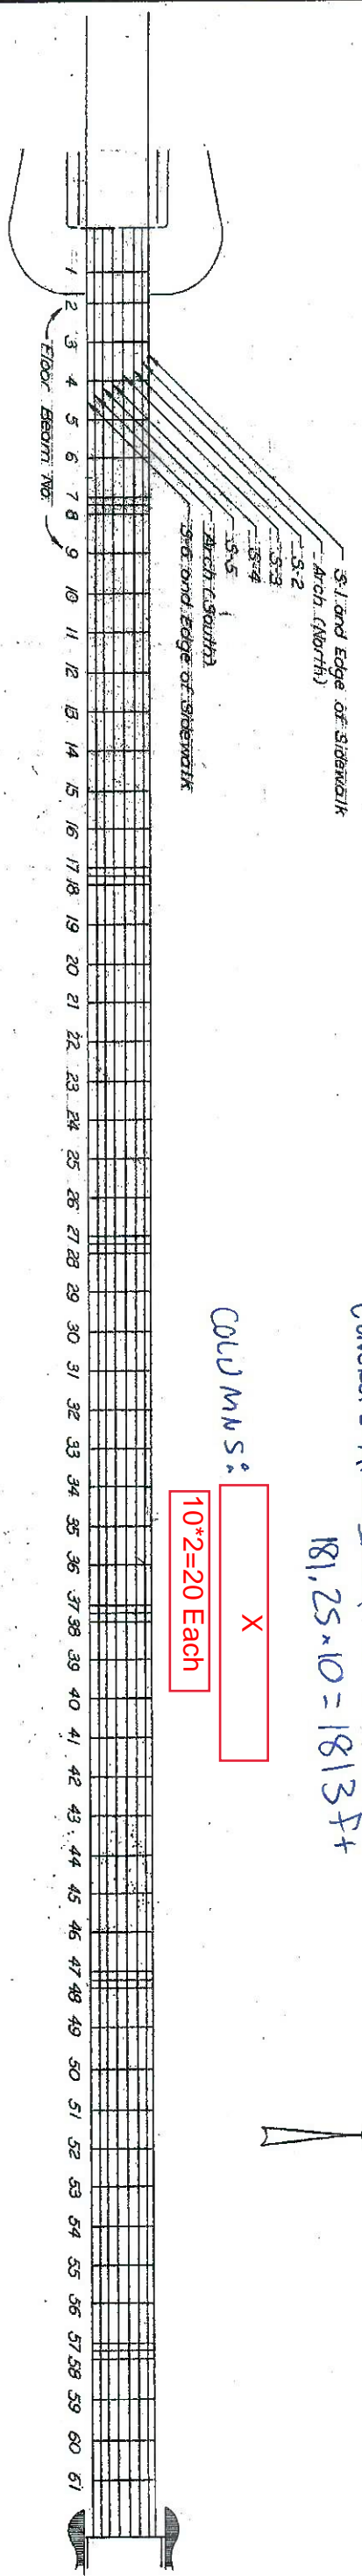 181.25 x 10 = 1813 ft
COLUMNS:
X
10*2=20 Each
S-1 and Edge of Sidewalk
Arch (North)
S-2
S-3
S-4
S-5
Arch (South)
S-6 and Edge of Sidewalk
1 2 3 4 5 6 7 8 9 10 11 12 13 14 15 16 17 18 19 20 21 22 23 24 25 26 27 28 29 30 31 32 33 34 35 36 37 38 39 40 41 42 43 44 45 46 47 48 49 50 51 52 53 54 55 56 57 58 59 60 61
Floor Beam No.